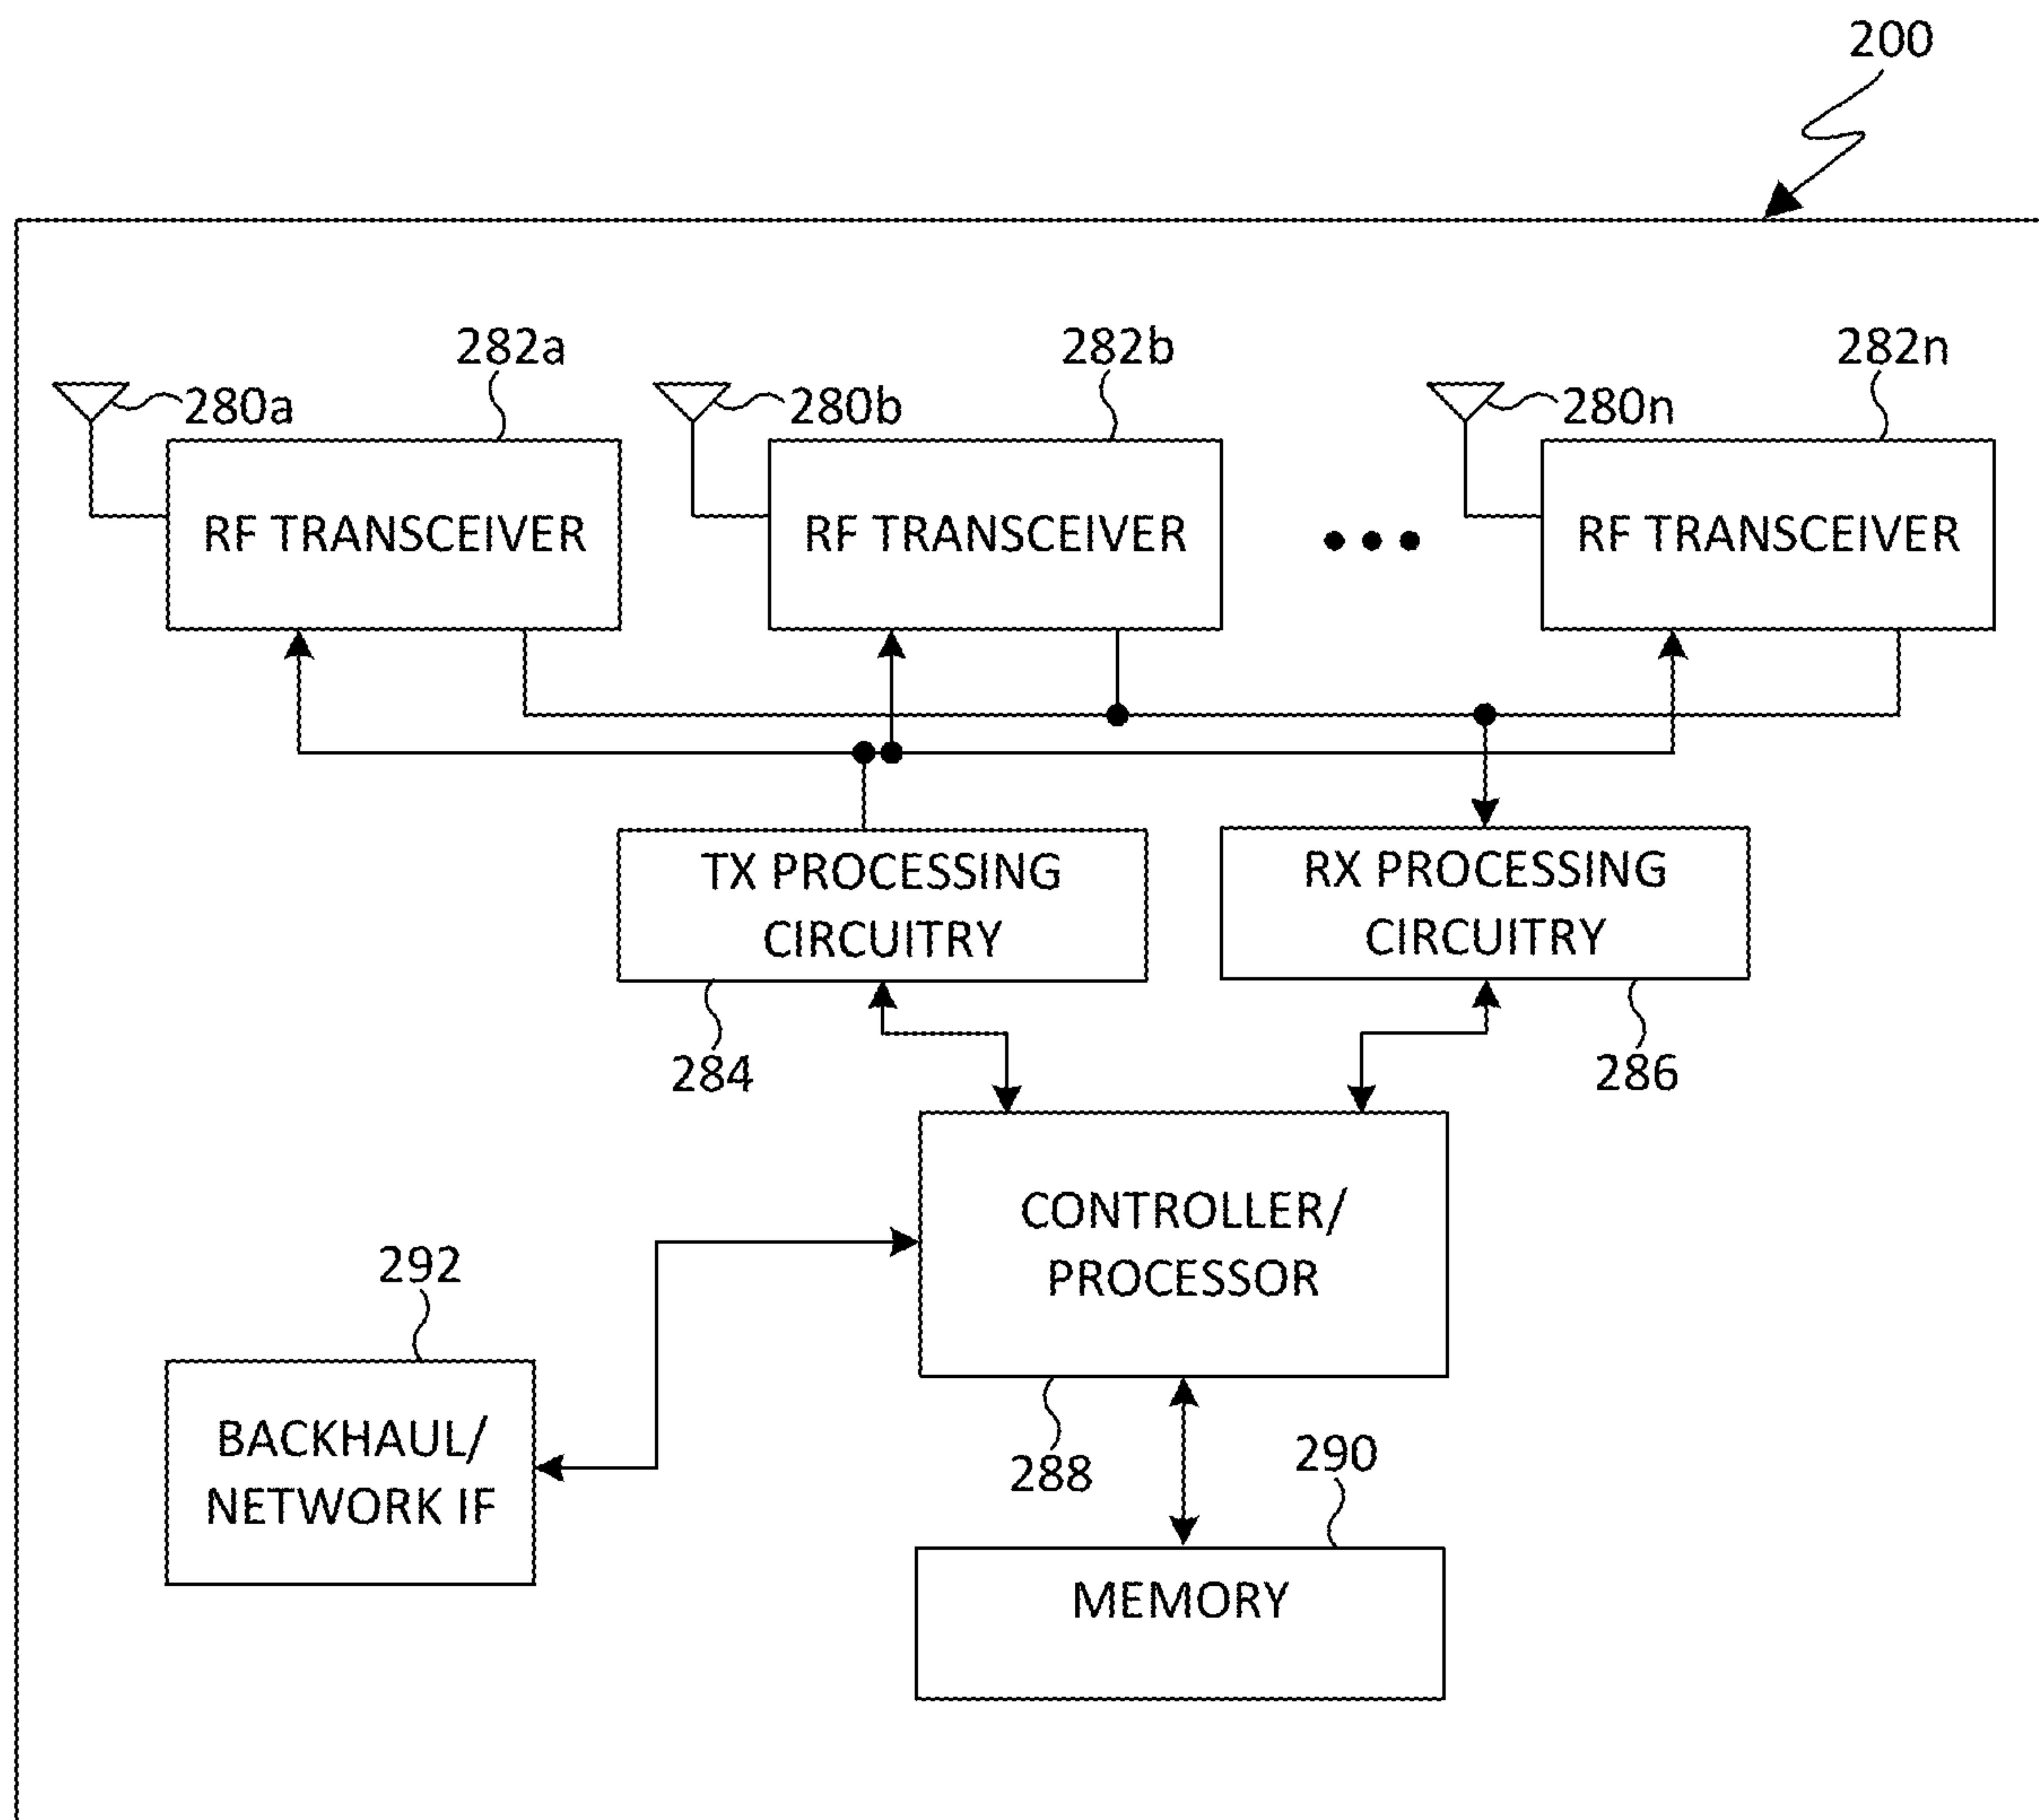 200
282a
282b
282n
280a
280b
280n
RF TRANSCEIVER
RF TRANSCEIVER
RF TRANSCEIVER
TX PROCESSING
CIRCUITRY
RX PROCESSING
CIRCUITRY
284
286
CONTROLLER/
PROCESSOR
292
BACKHAUL/
NETWORK IF
288
290
MEMORY